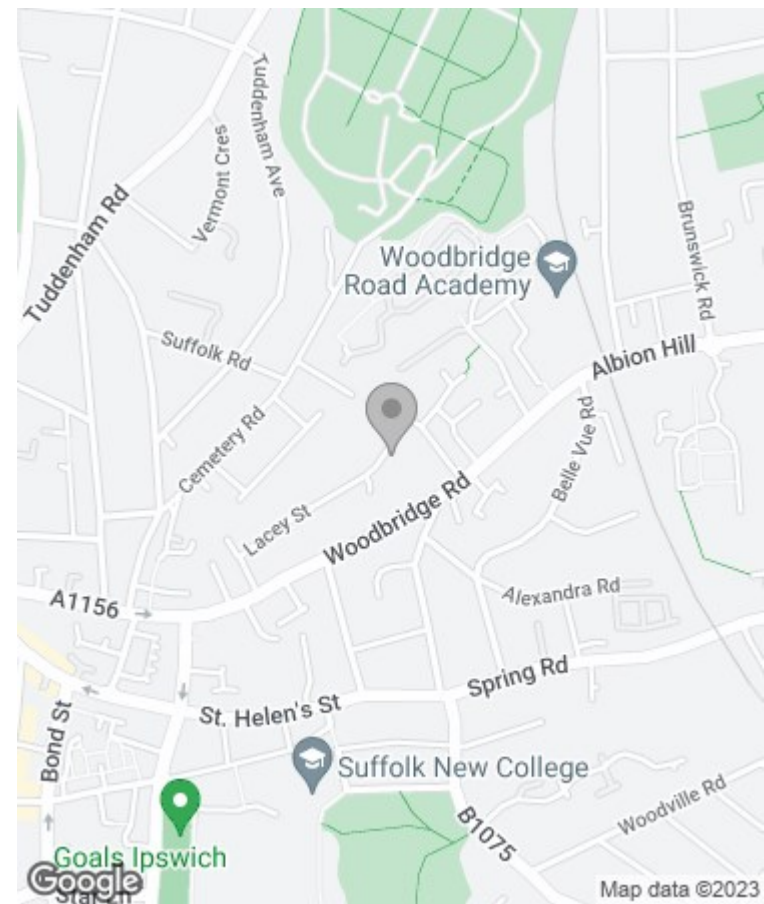 Tuddenham Ave
Vermont Cres
Tuddenham Rd
Woodbridge
Road Academy
Brunswick Rd
Suffolk Rd
Albion Hill
Cemetery Rd
Belle Vue Rd
Lacey St
Woodbridge Rd
A1156
Alexandra Rd
Spring Rd
St. Helen's St
Bond St
Suffolk New College
Woodville Rd
B1075
Goals Ipswich
Google
Star Ln
Map data ©2023